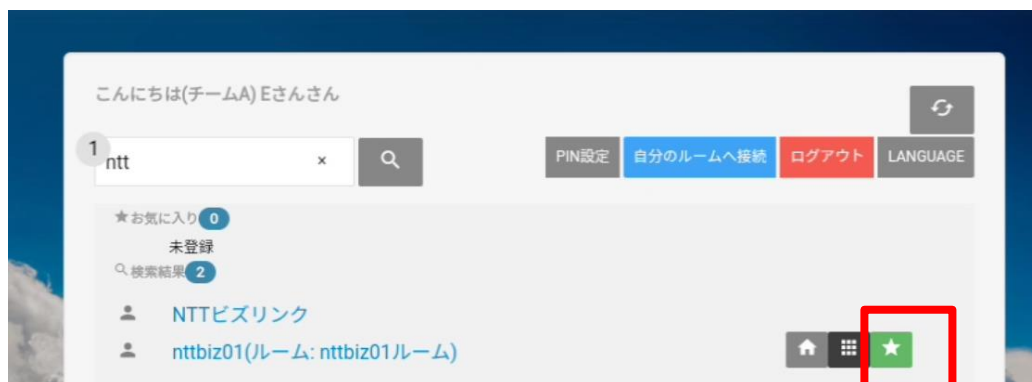 こんにちは(チームA) Eさんさん
1
ntt ×
PIN設定 自分のルームへ接続 ログアウト LANGUAGE
★お気に入り 0
未登録
検索結果 2
NTTビズリンク
nttbiz01(ルーム: nttbiz01ルーム)